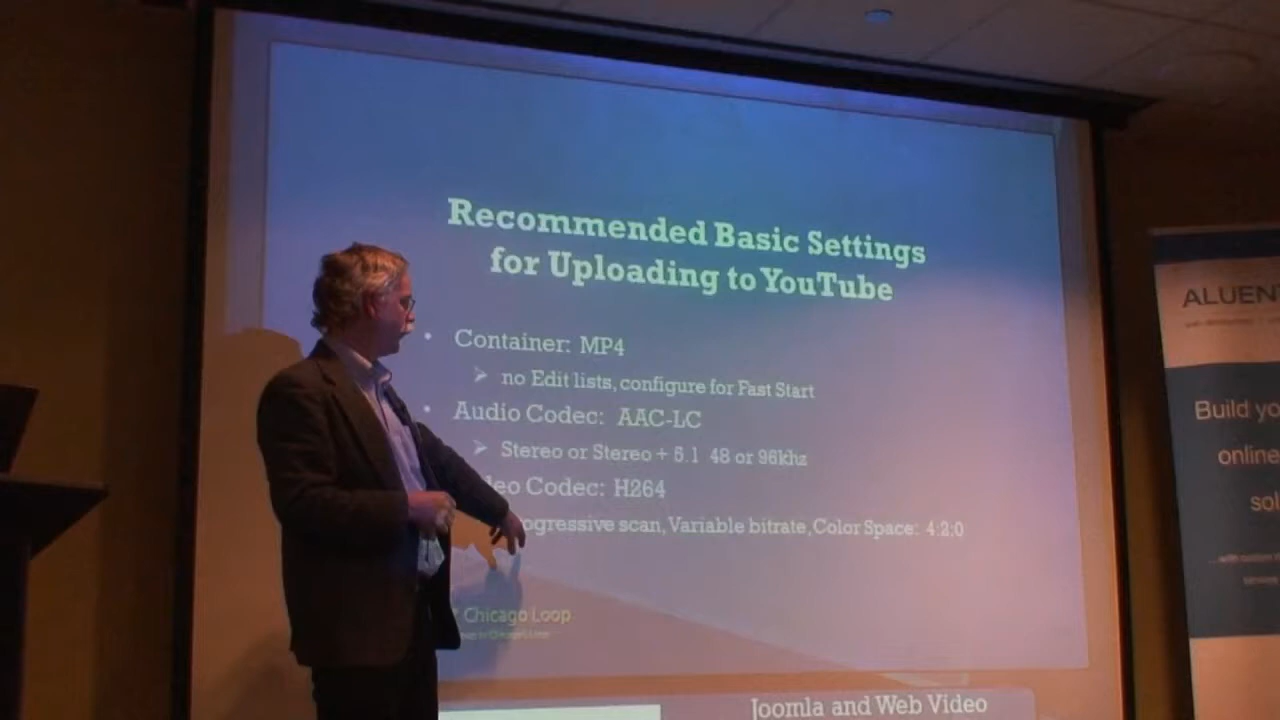 Recommended Basic Settings
for Uploading to YouTube
• Container: MP4
➢ no Edit lists, configure for Fast Start
• Audio Codec: AAC-LC
➢ Stereo or Stereo + 5.1 48 or 96khz
deo Codec: H264
ogressive scan, Variable bitrate, Color Space: 4:2:0
Chicago Loop
Joomla and Web Video
ALUEN
Build yo
online
sol